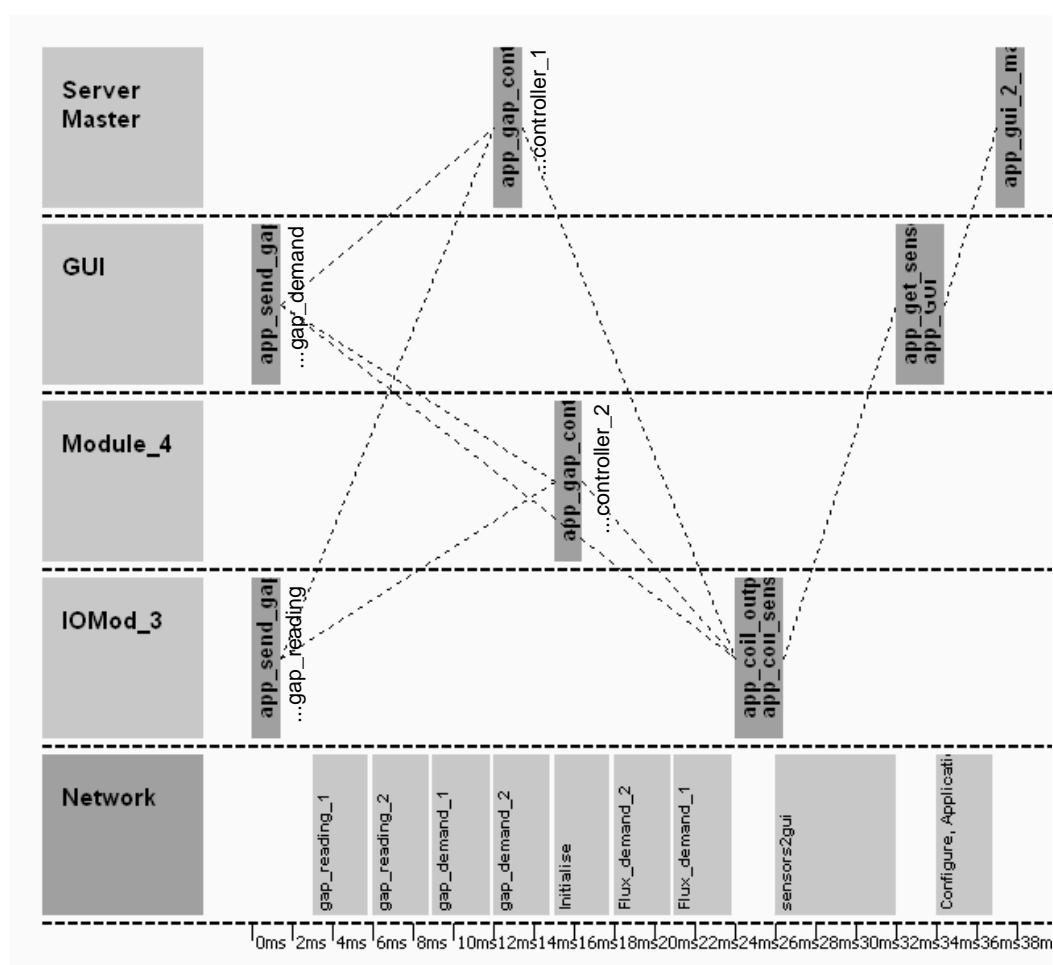 Server
Master
app_gap_cont
...controller_1
app_gui_2_ma
GUI
app_send_gap
...gap_demand
app_get_sens
app_GUI
Module_4
app_gap_cont
...controller_2
IOMod_3
app_send_gap
...gap_reading
app_coil_outp
app_coil_sens
Network
gap_reading_1
gap_reading_2
gap_demand_1
gap_demand_2
Initialise
Flux_demand_2
Flux_demand_1
sensors2gui
Configure, Applicati
0ms 2ms 4ms 6ms 8ms 10ms 12ms 14ms 16ms 18ms 20ms 22ms 24ms 26ms 28ms 30ms 32ms 34ms 36ms 38m